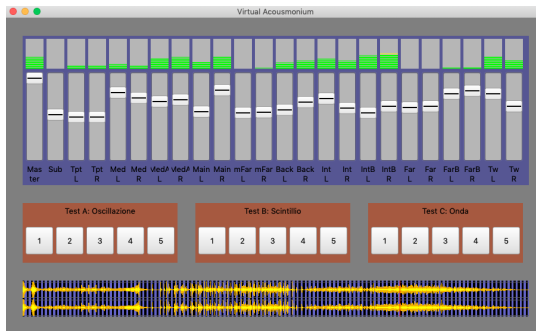 Virtual Acousmonium
Mas Sub Tpt Tpt Med Med MedA MedA Main Main mFar mFar Back Back Int Int IntB IntB Far Far FarB FarB Tw Tw
ter L R L R L R L R L R L R L R L R L R L R L R
Test A: Oscillazione Test B: Scintillio Test C: Onda
1 2 3 4 5 1 2 3 4 5 1 2 3 4 5